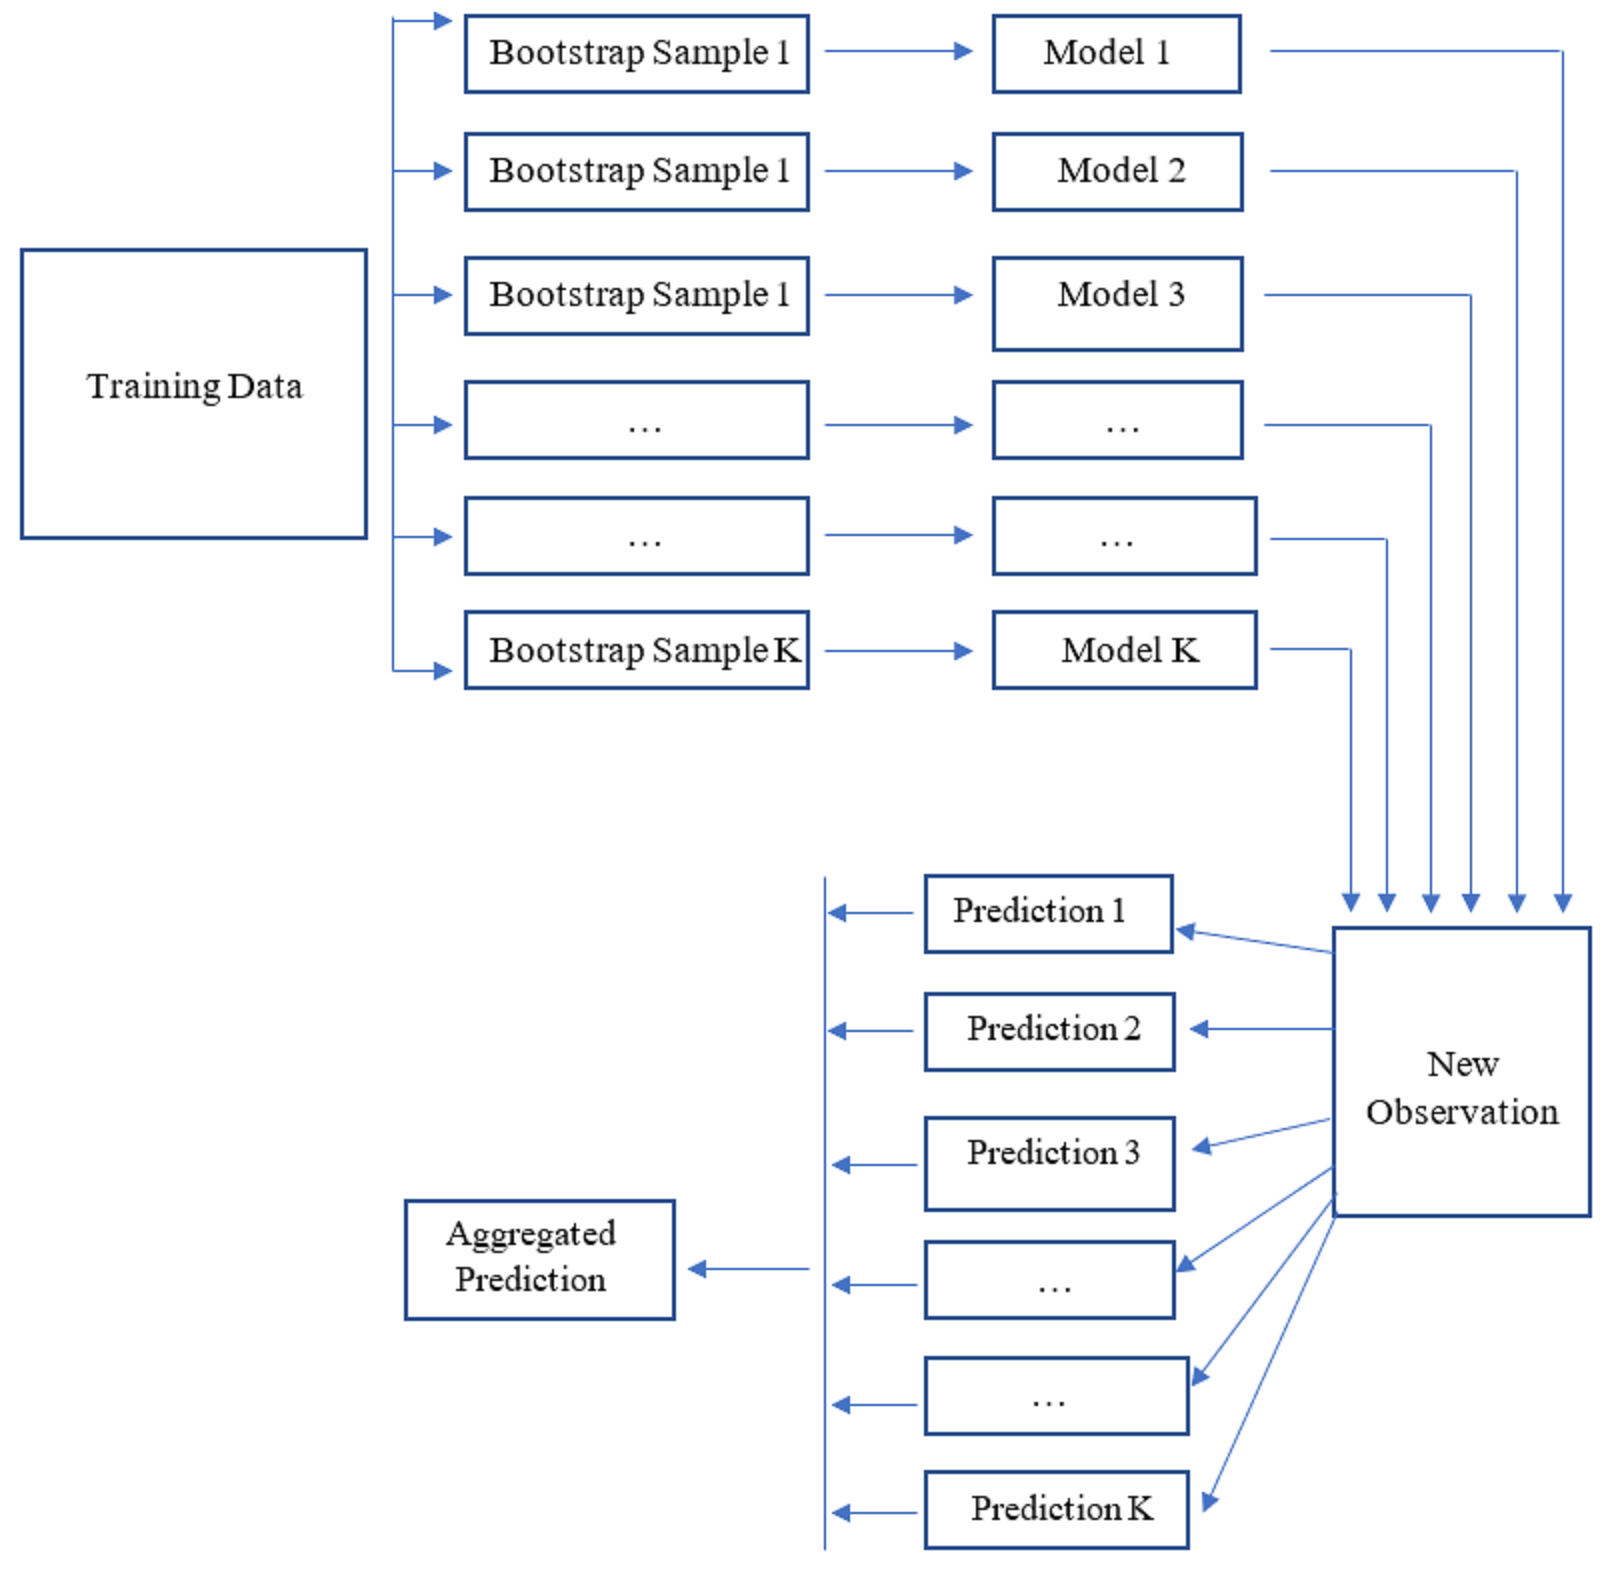 Bootstrap Sample 1
Model 1
Bootstrap Sample 1
Model 2
Bootstrap Sample 1
Model 3
Training Data
...
...
...
...
Bootstrap Sample K
Model K
Prediction 1
Prediction 2
Prediction 3
...
...
Prediction K
New
Observation
Aggregated
Prediction